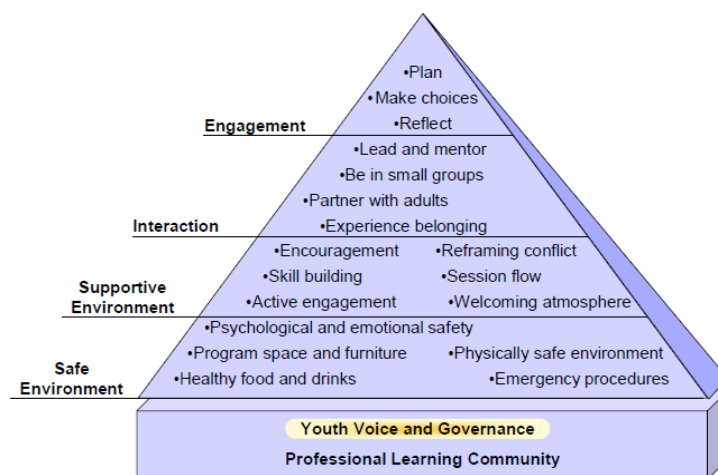 •Plan
•Make choices
Engagement
•Reflect
•Lead and mentor
•Be in small groups
•Partner with adults
Interaction
•Experience belonging
•Encouragement •Reframing conflict
•Skill building •Session flow
Supportive
Environment
•Active engagement •Welcoming atmosphere
•Psychological and emotional safety
•Program space and furniture •Physically safe environment
Safe
Environment
•Healthy food and drinks •Emergency procedures
Youth Voice and Governance
Professional Learning Community